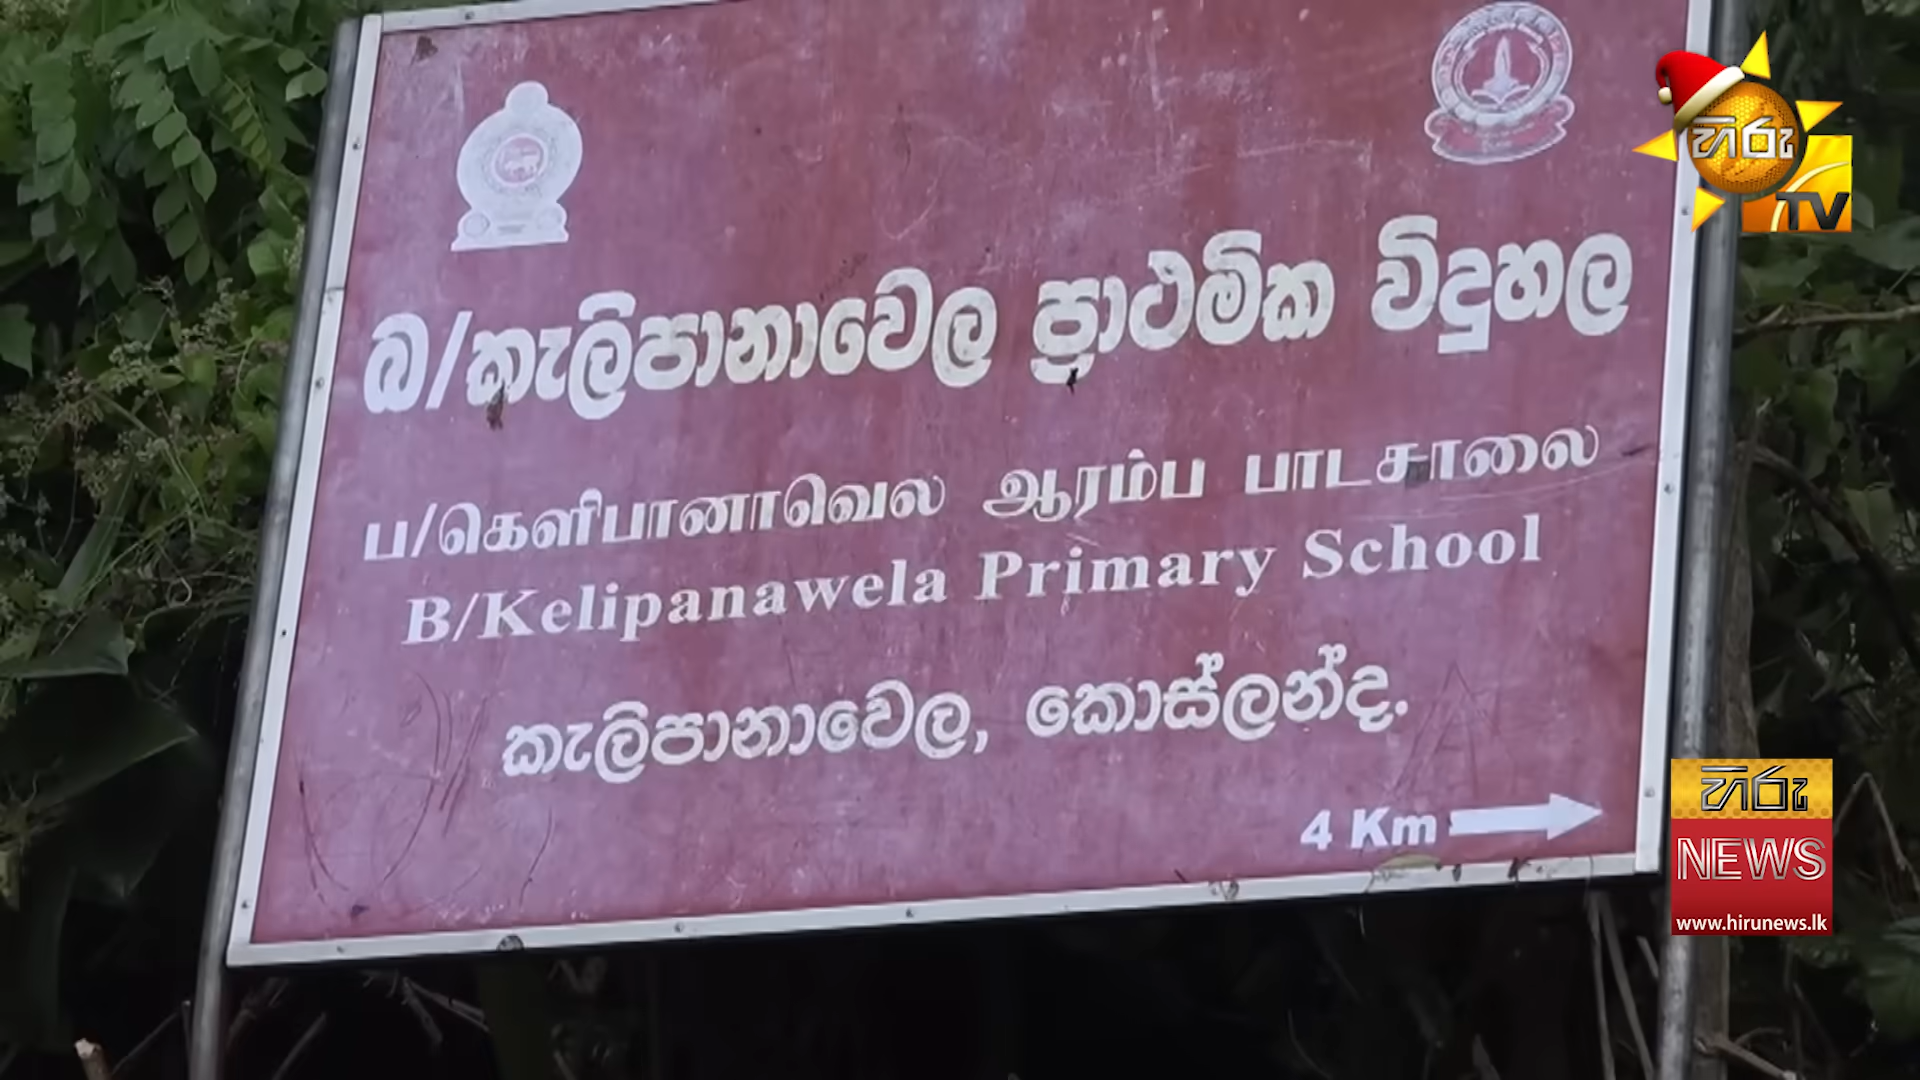 හිරු
TV
බ/කැලිපානාවෙල ප්‍රාථමික විදුහල
ப/கெளிபானாவெல ஆரம்ப பாடசாலை
B/Kelipanawela Primary School
කැලිපානාවෙල, කොස්ලන්ද.
4 Km
හිරු
NEWS
www.hirunews.lk